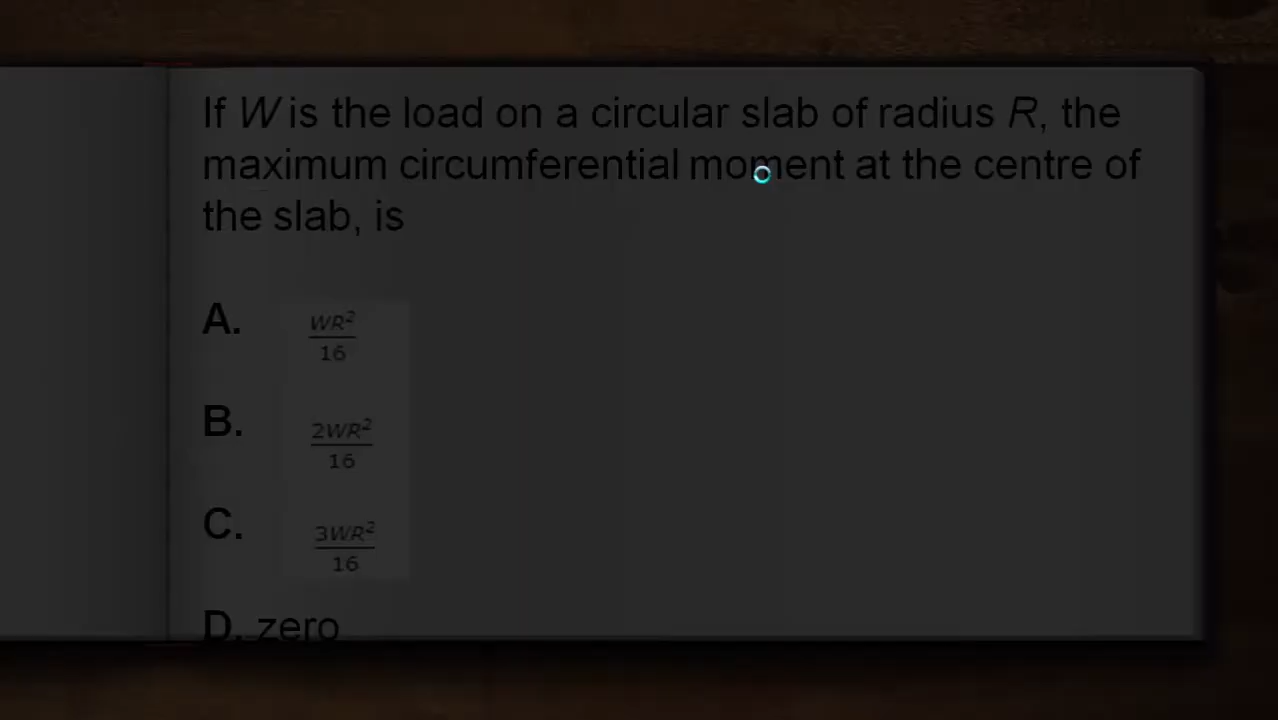 If W is the load on a circular slab of radius R, the
maximum circumferential moment at the centre of
the slab, is
A. WR²/16
B. 2WR²/16
C. 3WR²/16
D. zero